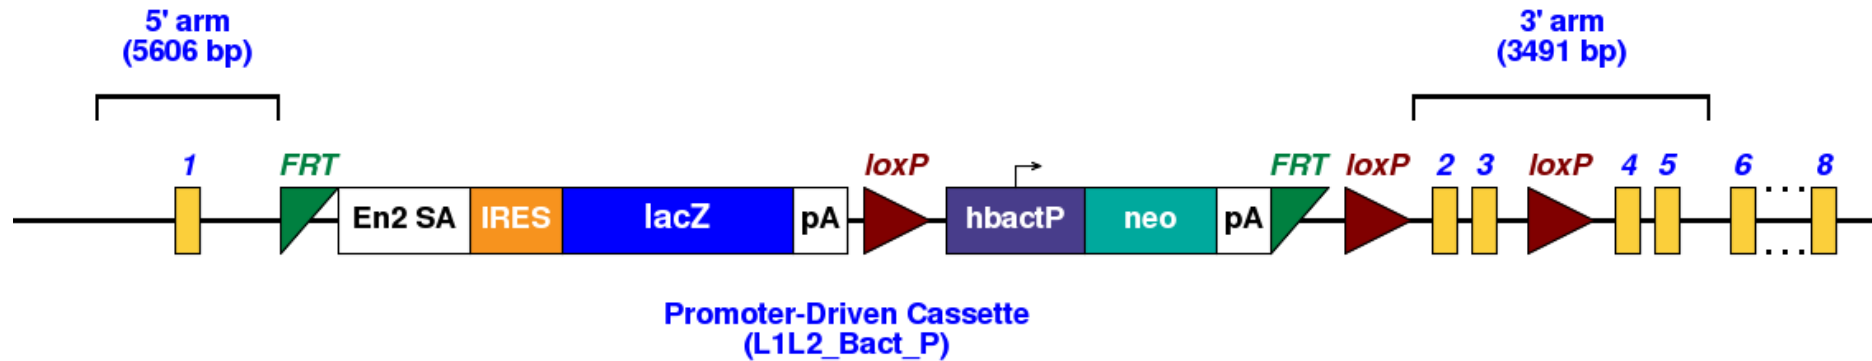 5' arm
(5606 bp)
3' arm
(3491 bp)
1 FRT loxP FRT loxP 2 3 loxP 4 5 6 ... 8
En2 SA IRES lacZ pA hbactP neo pA ...
Promoter-Driven Cassette
(L1L2_Bact_P)